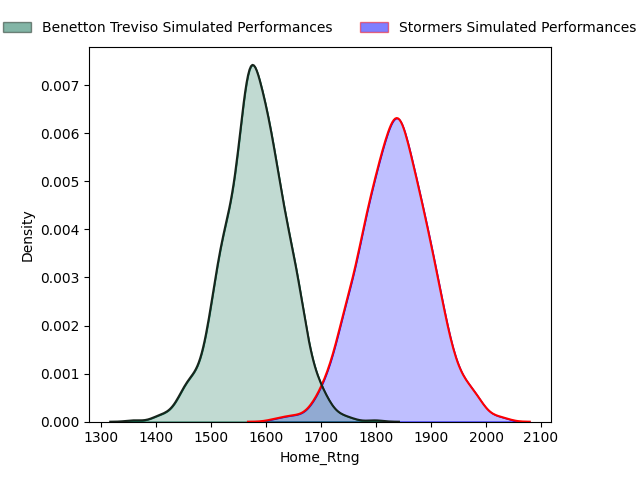 Benetton Treviso Simulated Performances
Stormers Simulated Performances
0.007
0.006
0.005
0.004
0.003
0.002
0.001
0.000
Density
1300 1400 1500 1600 1700 1800 1900 2000 2100
Home_Rtng